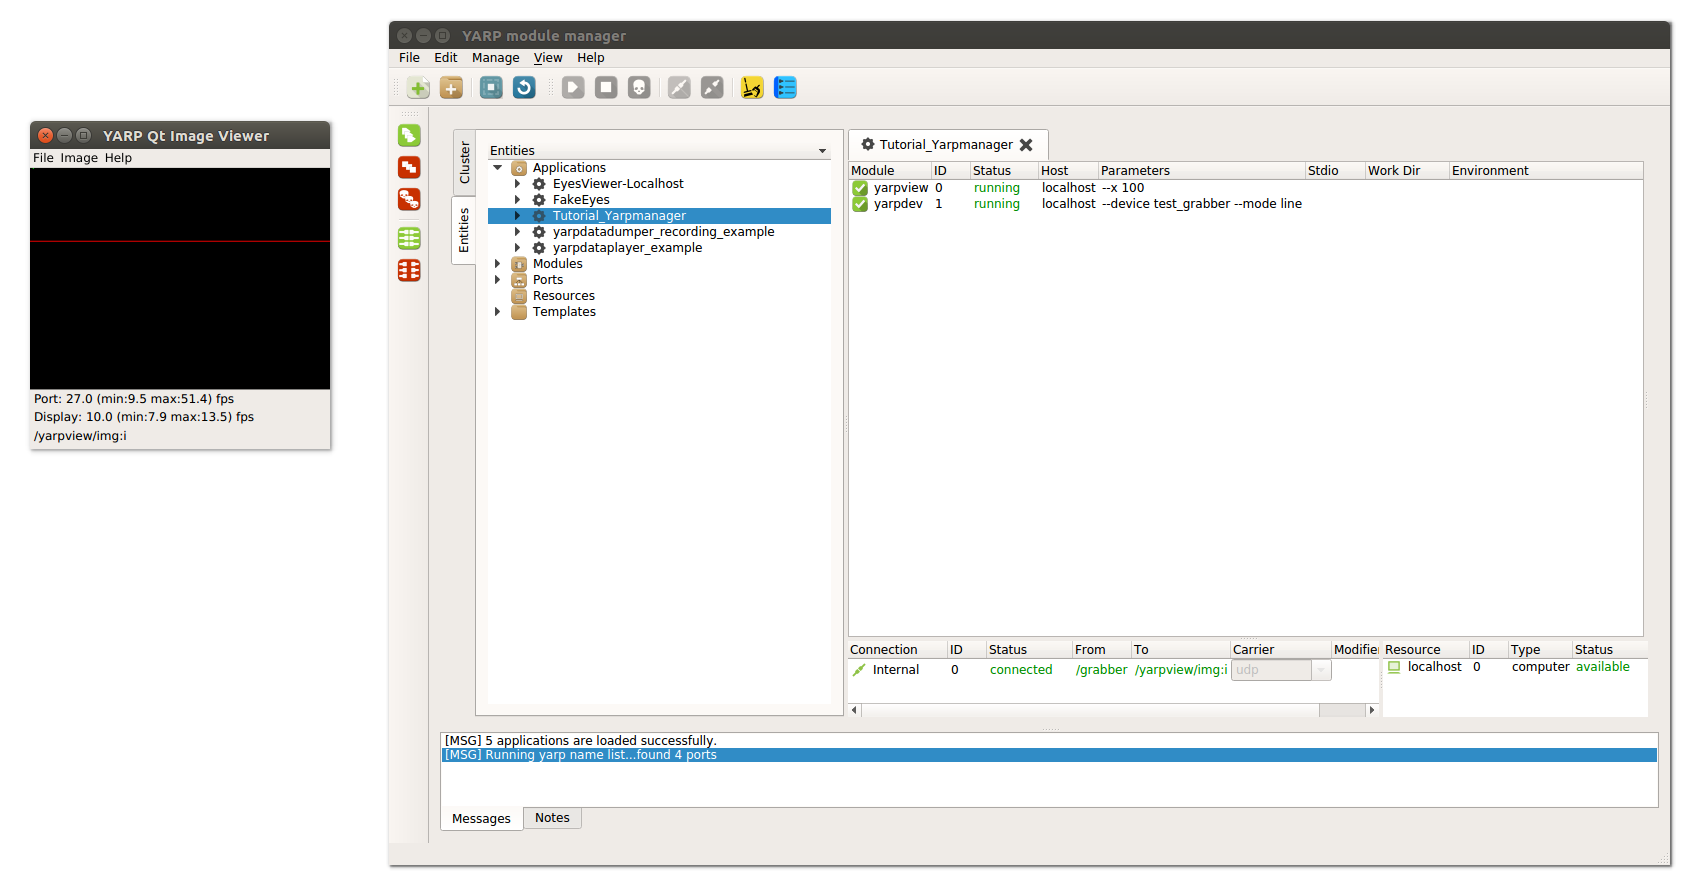 YARP Qt Image Viewer
File Image Help
Port: 27.0 (min:9.5 max:51.4) fps
Display: 10.0 (min:7.9 max:13.5) fps
/yarpview/img:i
YARP module manager
File Edit Manage View Help
Cluster
Entities
Entities
Applications
EyesViewer-Localhost
FakeEyes
Tutorial_Yarpmanager
yarpdatadumper_recording_example
yarpdataplayer_example
Modules
Ports
Resources
Templates
Tutorial_Yarpmanager
Module ID Status Host Parameters Stdio Work Dir Environment
yarpview 0 running localhost --x 100
yarpdev 1 running localhost --device test_grabber --mode line
Connection ID Status From To Carrier Modifier
Internal 0 connected /grabber /yarpview/img:i udp
Resource ID Type Status
localhost 0 computer available
[MSG] 5 applications are loaded successfully.
[MSG] Running yarp name list...found 4 ports
Messages Notes